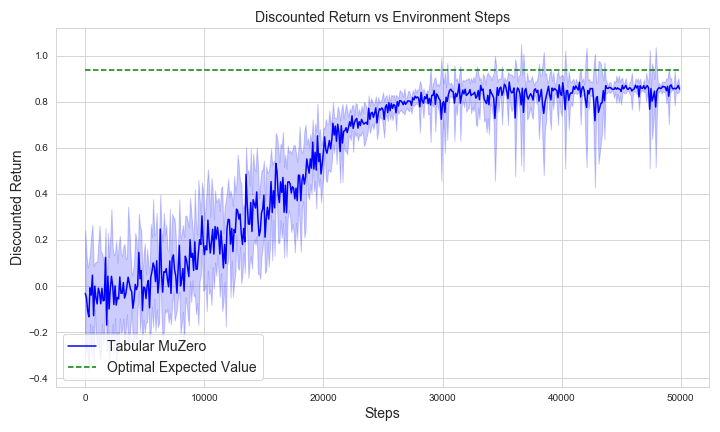 Discounted Return vs Environment Steps
Discounted Return
1.0
0.8
0.6
0.4
0.2
0.0
−0.2
−0.4
Tabular MuZero
Optimal Expected Value
0 10000 20000 30000 40000 50000
Steps